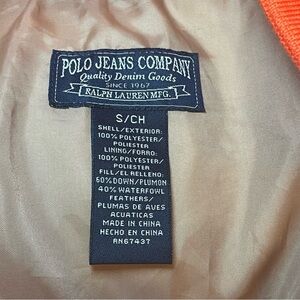 POLO JEANS COMPANY
Quality Denim Goods
SINCE 1967
RALPH LAUREN MFG.
S/CH
SHELL/EXTERIOR:
100% POLYESTER/
POLIESTER
LINING/FORRO:
100% POLYESTER/
POLIESTER
FILL/EL RELLENO:
60% DOWN/PLUMON
40% WATERFOWL
FEATHERS/
PLUMAS DE AVES
ACUATICAS
MADE IN CHINA
HECHO EN CHINA
RN67437